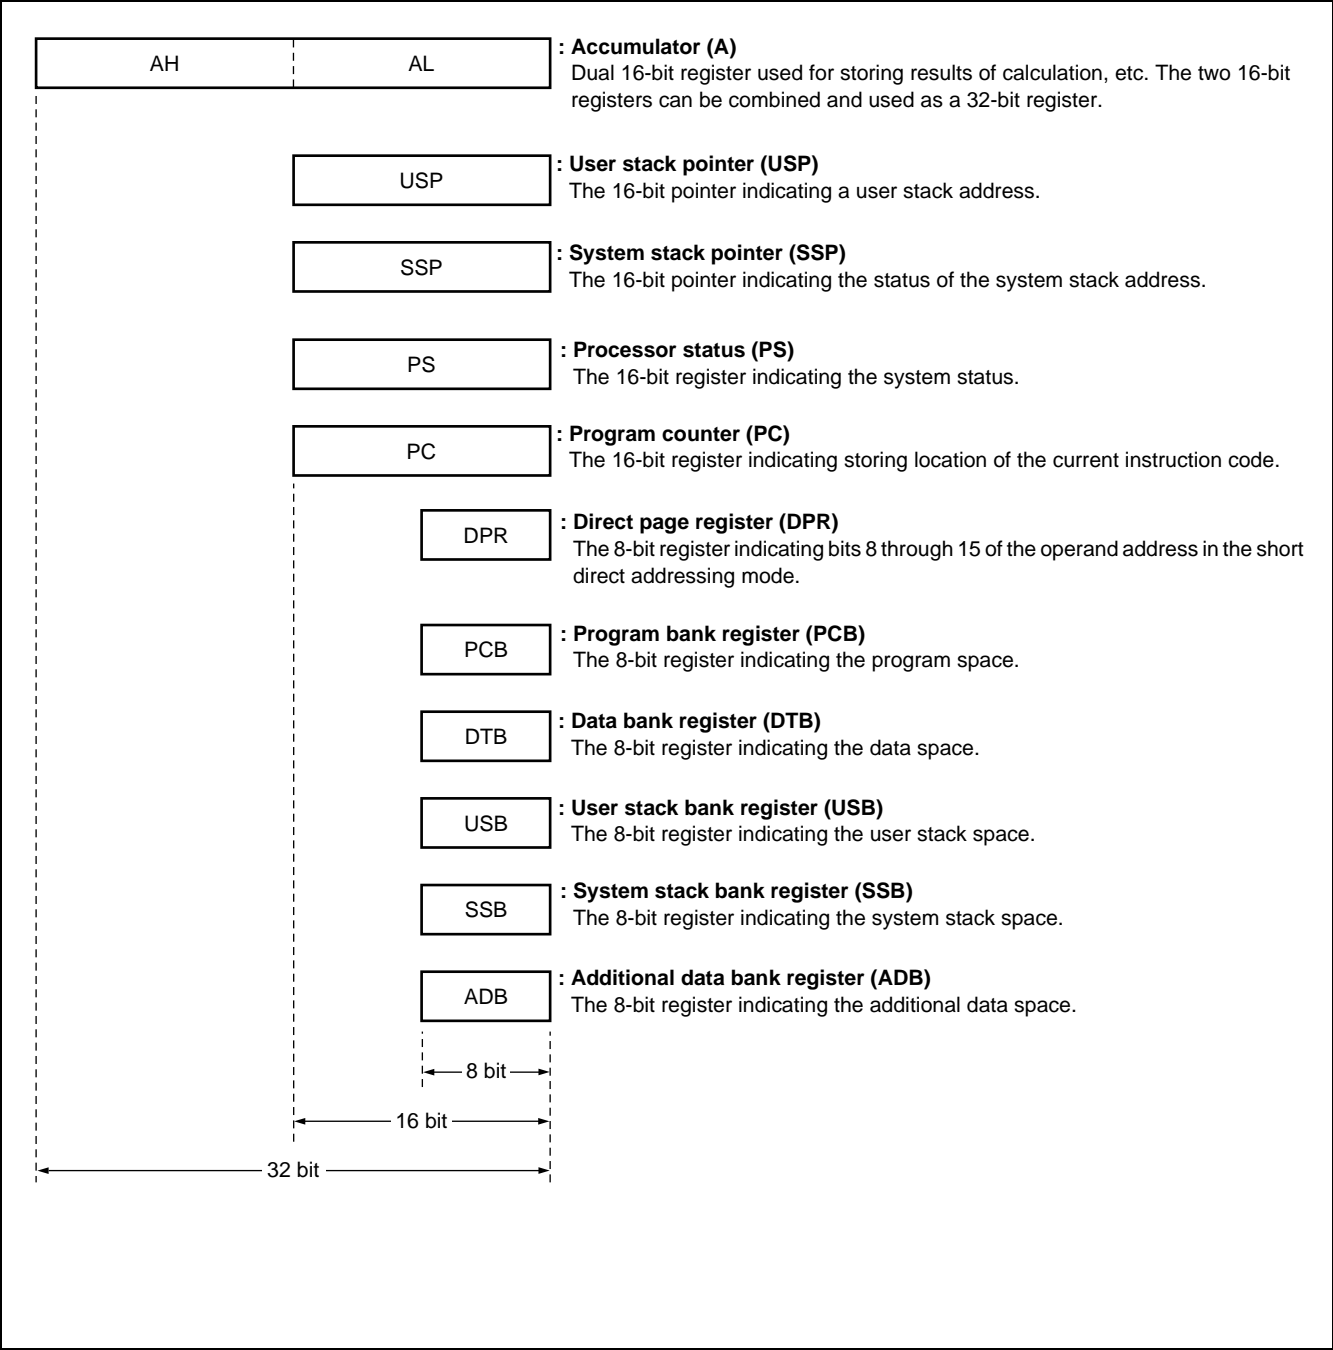 AH
AL
: Accumulator (A)
Dual 16-bit register used for storing results of calculation, etc. The two 16-bit
registers can be combined and used as a 32-bit register.
USP
: User stack pointer (USP)
The 16-bit pointer indicating a user stack address.
SSP
: System stack pointer (SSP)
The 16-bit pointer indicating the status of the system stack address.
PS
: Processor status (PS)
The 16-bit register indicating the system status.
PC
: Program counter (PC)
The 16-bit register indicating storing location of the current instruction code.
DPR
: Direct page register (DPR)
The 8-bit register indicating bits 8 through 15 of the operand address in the short
direct addressing mode.
PCB
: Program bank register (PCB)
The 8-bit register indicating the program space.
DTB
: Data bank register (DTB)
The 8-bit register indicating the data space.
USB
: User stack bank register (USB)
The 8-bit register indicating the user stack space.
SSB
: System stack bank register (SSB)
The 8-bit register indicating the system stack space.
ADB
: Additional data bank register (ADB)
The 8-bit register indicating the additional data space.
8 bit
16 bit
32 bit